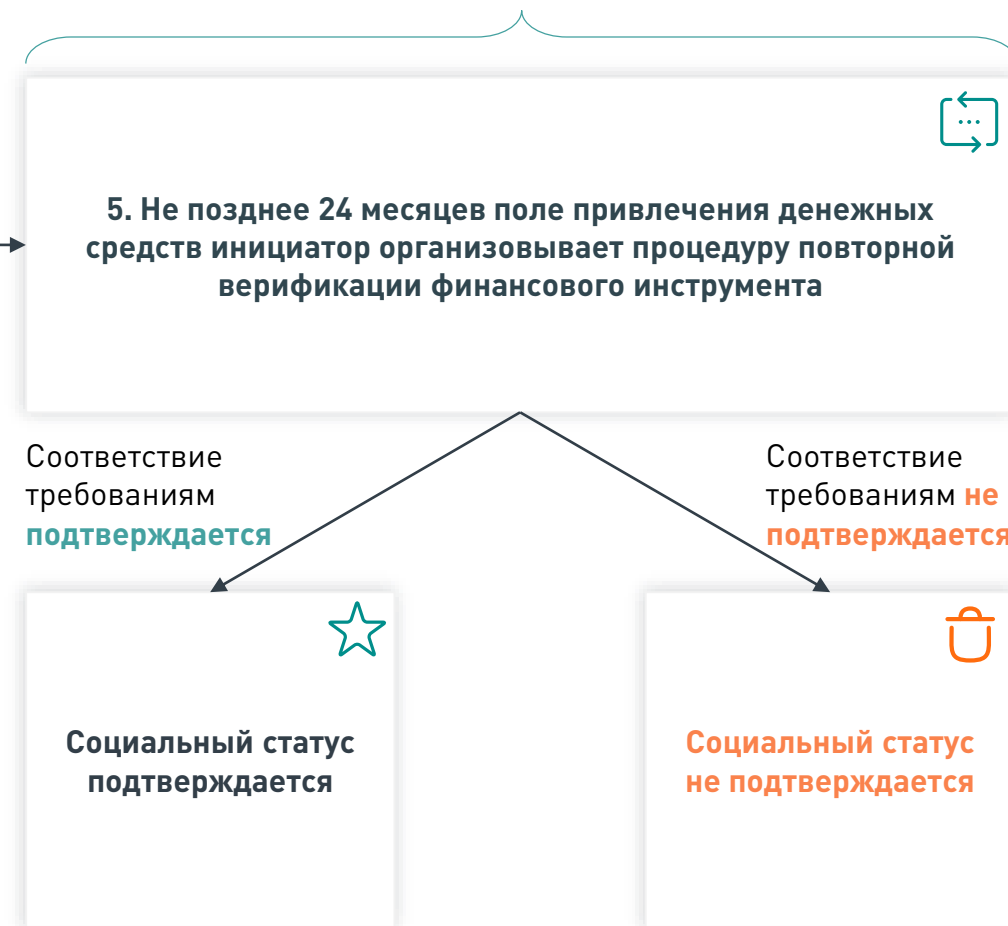 5. Не позднее 24 месяцев поле привлечения денежных
средств инициатор организовывает процедуру повторной
верификации финансового инструмента
Соответствие
требованиям
подтверждается
Соответствие
требованиям не
подтверждается
Социальный статус
подтверждается
Социальный статус
не подтверждается